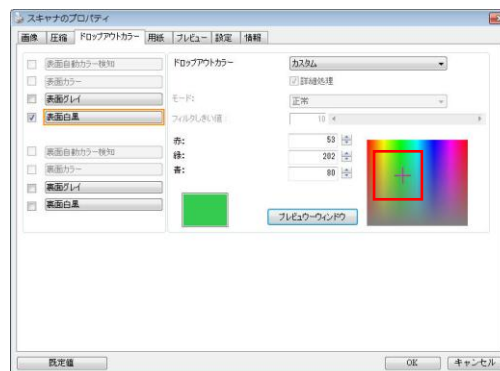 スキャナのプロパティ
画像 圧縮 ドロップアウトカラー 用紙 プレビュー 設定 情報
表面自動カラー検知
表面カラー
表面グレイ
表面白黒
裏面自動カラー検知
裏面カラー
裏面グレイ
裏面白黒
ドロップアウトカラー カスタム
詳細処理
モード: 正常
フィルタしきい値: 10
赤: 53
緑: 202
青: 80
プレビューウィンドウ
既定値 OK キャンセル